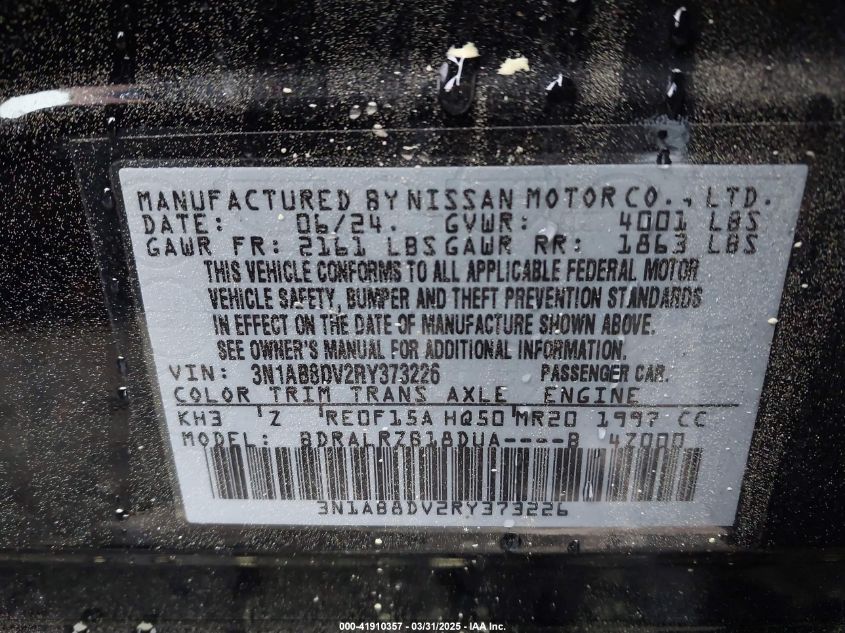 MANUFACTURED BY NISSAN MOTOR CO., LTD.
DATE: 06/24. GVWR: 4001 LBS
GAWR FR: 2161 LBS GAWR RR: 1863 LBS
THIS VEHICLE CONFORMS TO ALL APPLICABLE FEDERAL MOTOR
VEHICLE SAFETY, BUMPER AND THEFT PREVENTION STANDARDS
IN EFFECT ON THE DATE OF MANUFACTURE SHOWN ABOVE.
SEE OWNER'S MANUAL FOR ADDITIONAL INFORMATION.
VIN: 3N1AB8DV2RY373226 PASSENGER CAR.
COLOR TRIM TRANS AXLE ENGINE
KH3 Z RE0F15A HQ50 MR20 1997 CC
MODEL: BDRALRZB18DUA----B 4Z000
3N1AB8DV2RY373226
000-41910357 - 03/31/2025 - IAA Inc.